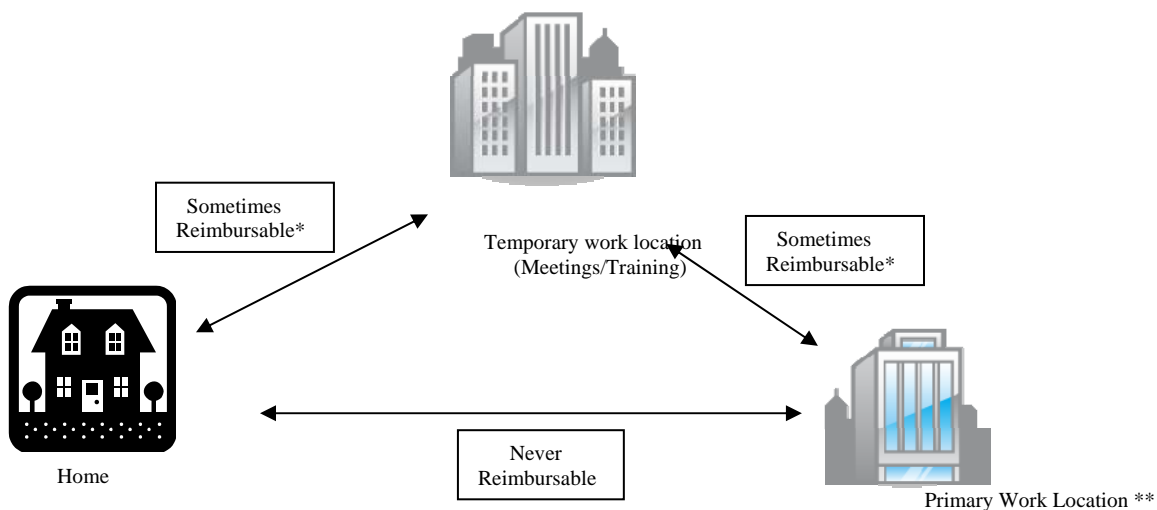 Sometimes
Reimbursable*
Temporary work location
(Meetings/Training)
Sometimes
Reimbursable*
Home
Never
Reimbursable
Primary Work Location **